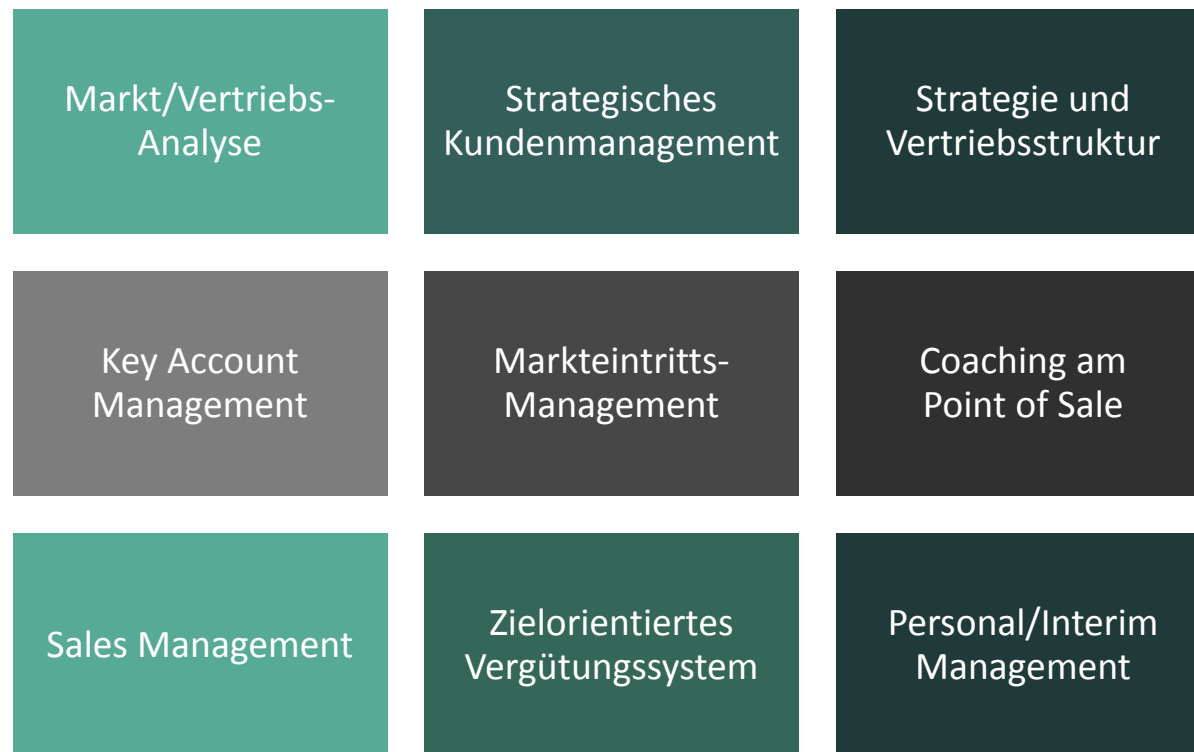 Markt/Vertriebs-
Analyse
Strategisches
Kundenmanagement
Strategie und
Vertriebsstruktur
Key Account
Management
Markteintritts-
Management
Coaching am
Point of Sale
Sales Management
Zielorientiertes
Vergütungssystem
Personal/Interim
Management